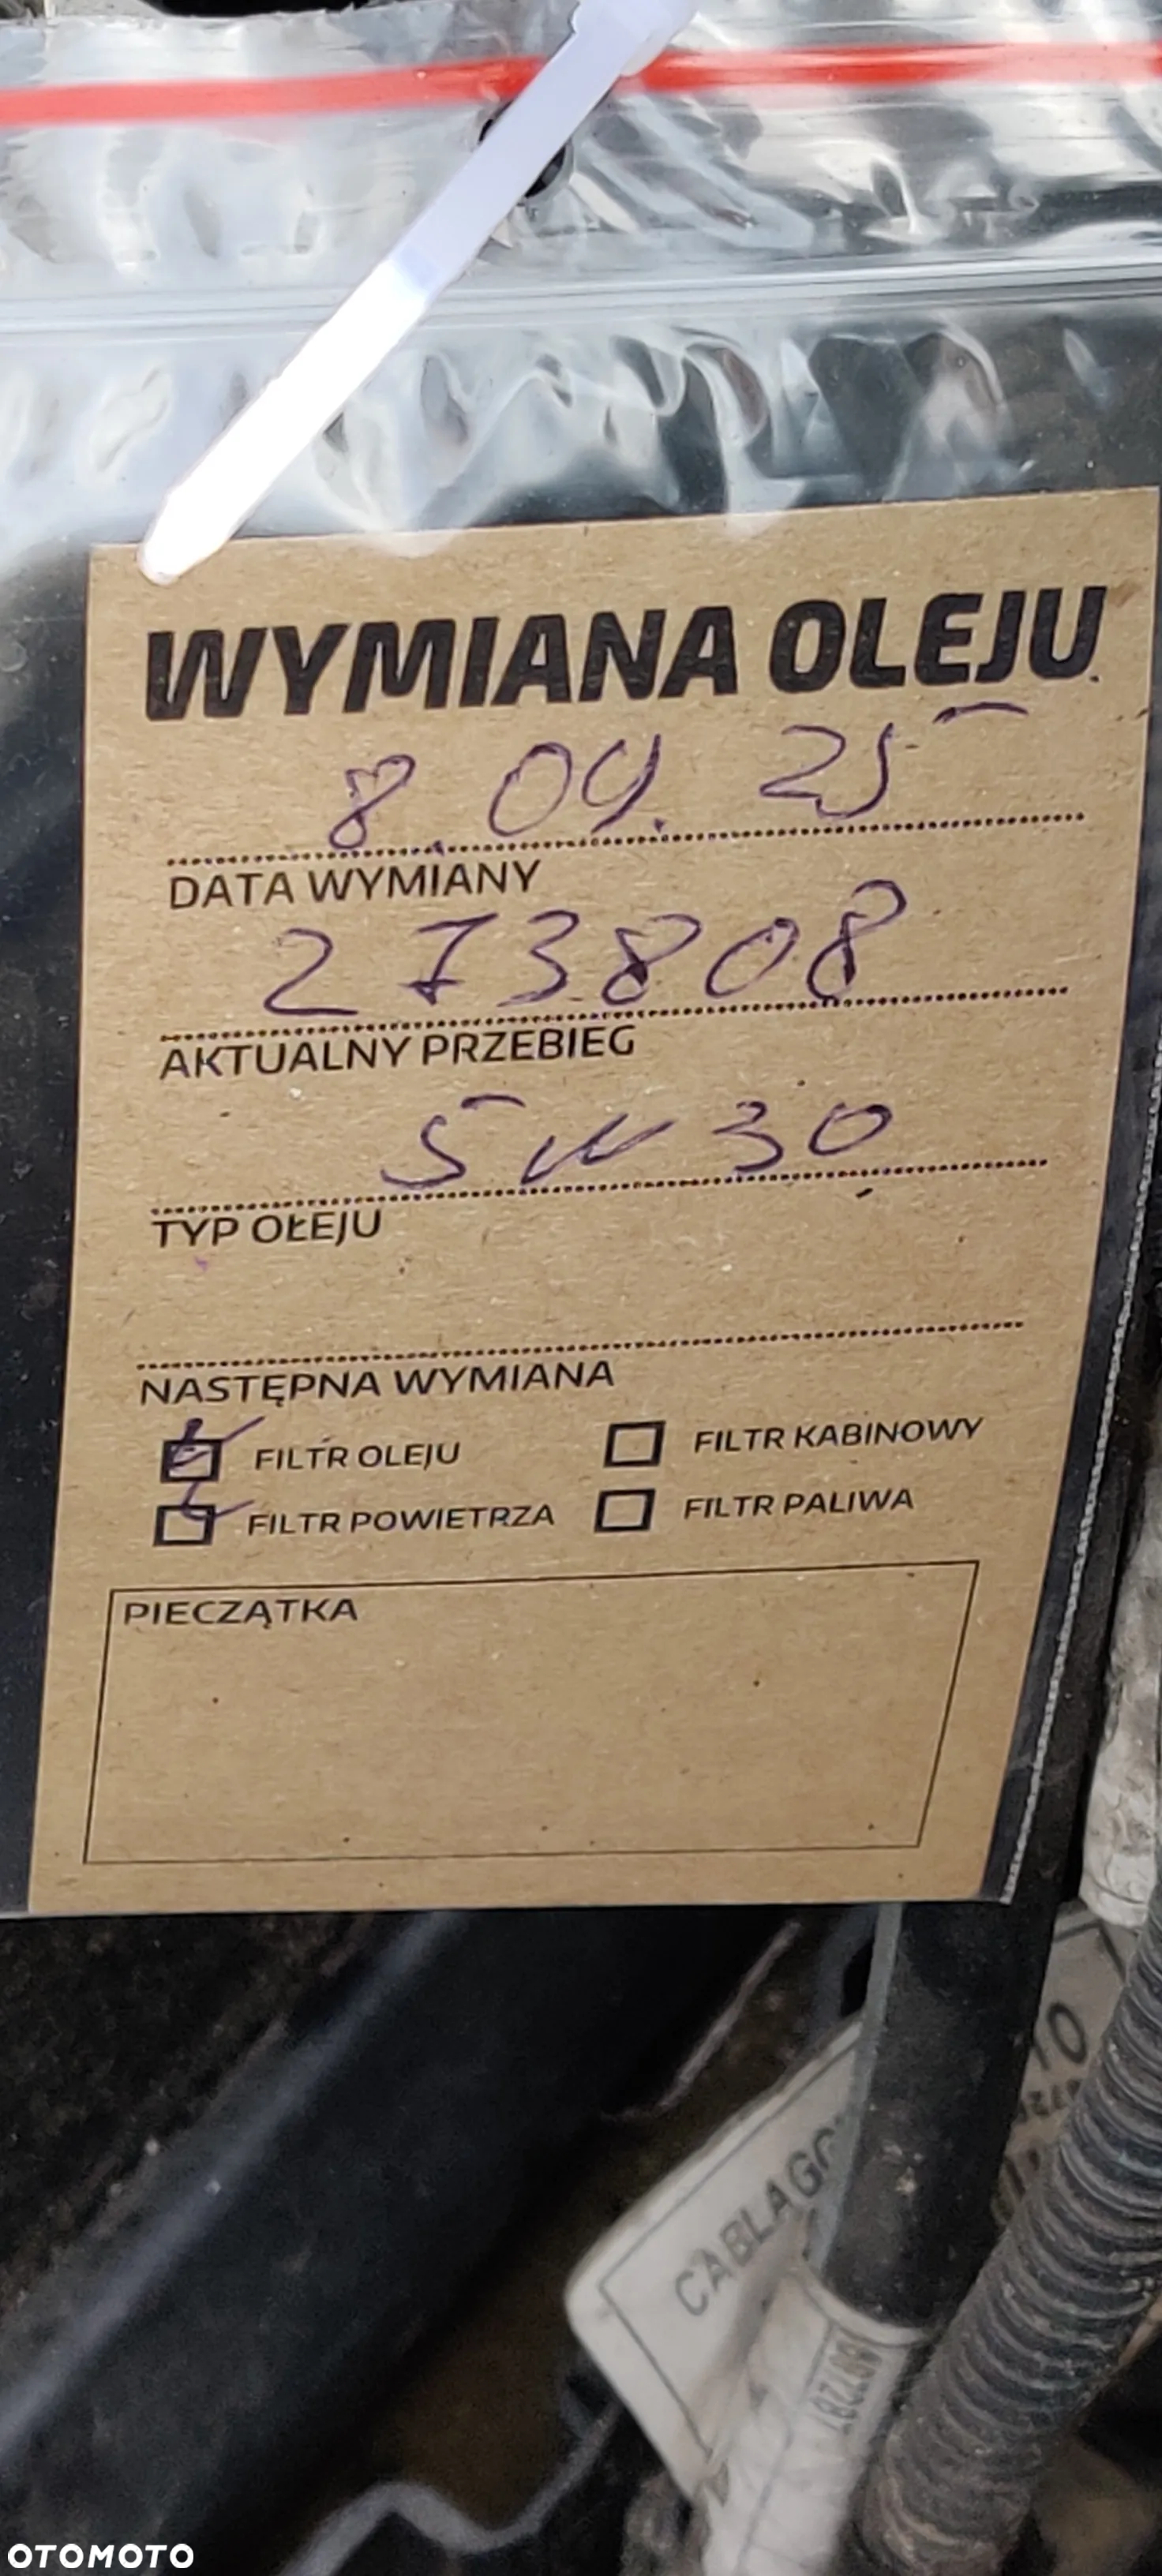 WYMIANA OLEJU
8.04.25
DATA WYMIANY
273808
AKTUALNY PRZEBIEG
5W30
TYP OLEJU
NASTĘPNA WYMIANA
FILTR OLEJU FILTR KABINOWY
FILTR POWIETRZA FILTR PALIWA
PIECZĄTKA
OTOMOTO